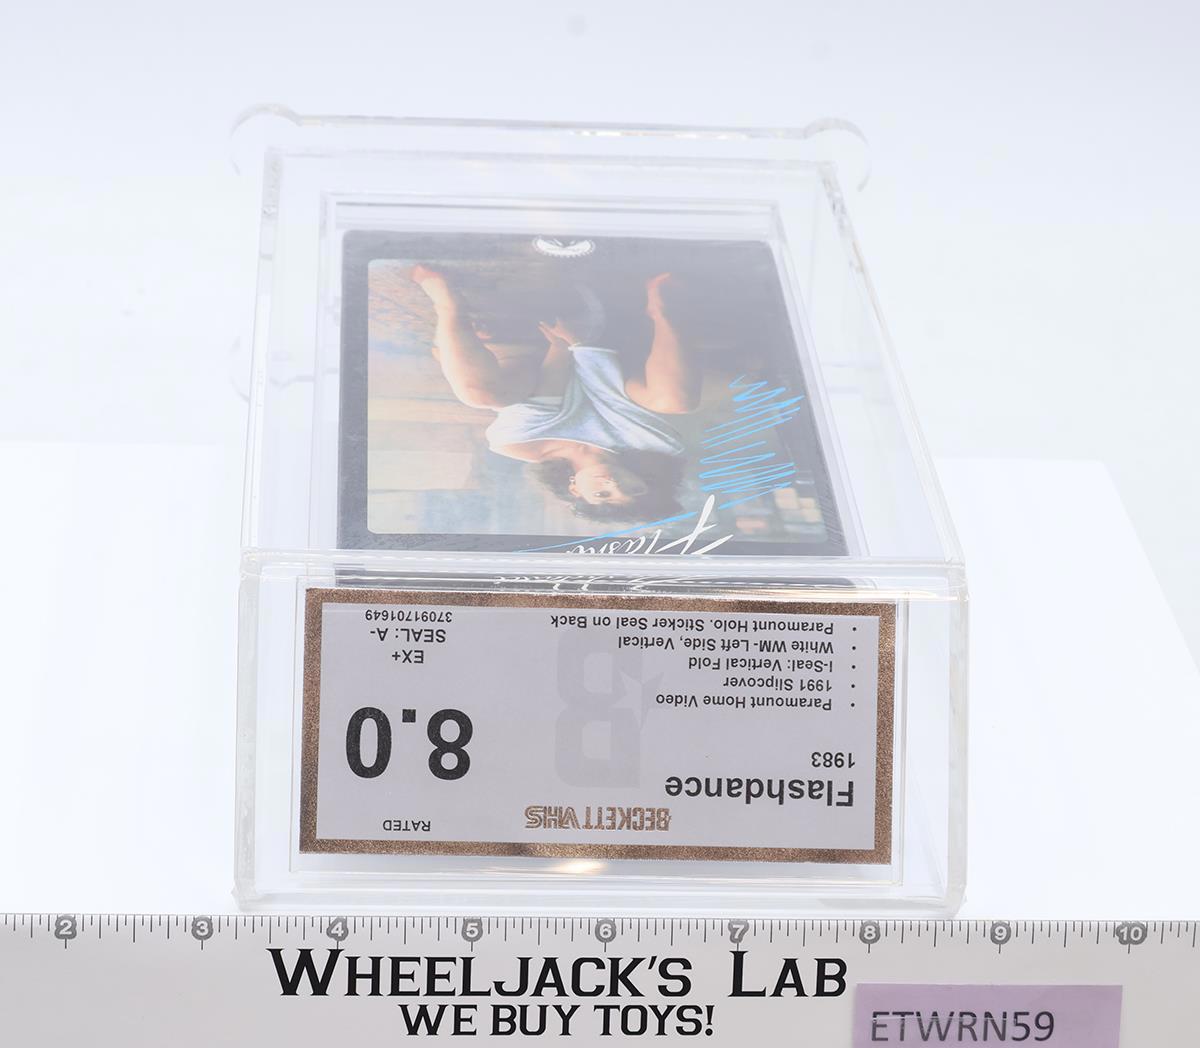 Flashdance
BECKETT VHS
RATED
Flashdance
1983
8.0
• Paramount Home Video
• 1991 Slipcover
• I-Seal: Vertical Fold
• White WM- Left Side, Vertical
• Paramount Holo. Sticker Seal on Back
EX+
SEAL: A-
37091701649
2 3 4 5 6 7 8 9 10
WHEELJACK'S LAB
WE BUY TOYS!
ETWRN59